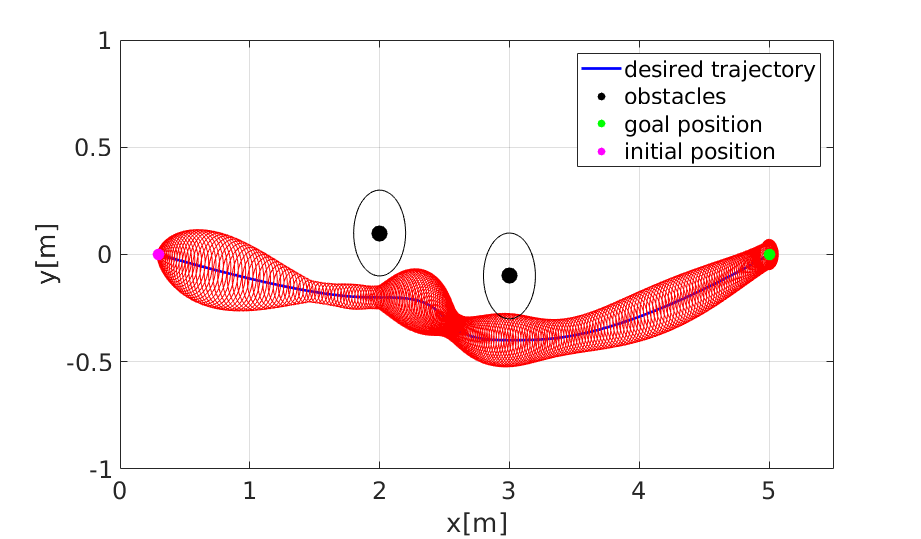 1
0.5
0
-0.5
-1
y[m]
desired trajectory
obstacles
goal position
initial position
0 1 2 3 4 5
x[m]